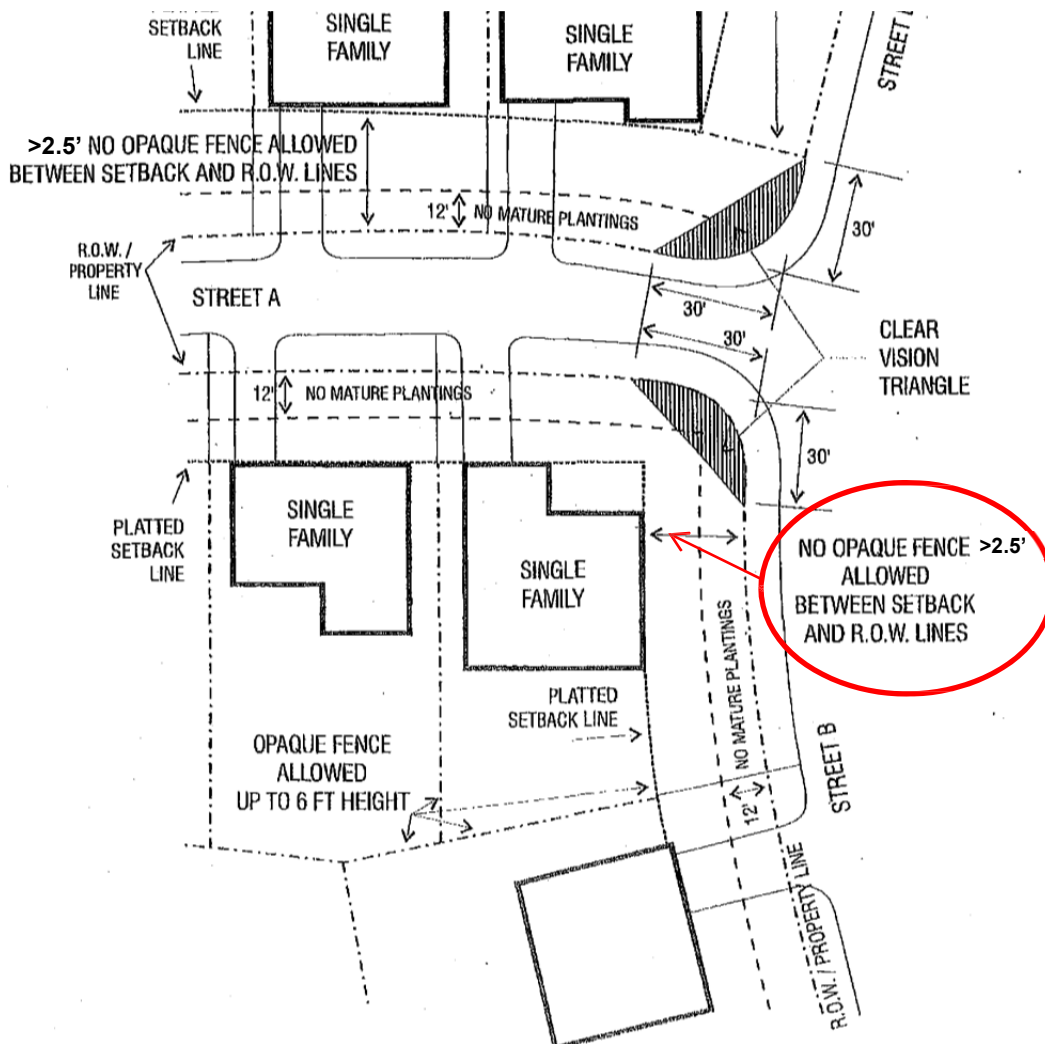 SETBACK
LINE
SINGLE
FAMILY
SINGLE
FAMILY
>2.5' NO OPAQUE FENCE ALLOWED
BETWEEN SETBACK AND R.O.W. LINES
12'
NO MATURE PLANTINGS
30'
R.O.W. /
PROPERTY
LINE
STREET A
30'
30'
CLEAR
VISION
TRIANGLE
12'
NO MATURE PLANTINGS
30'
PLATTED
SETBACK
LINE
SINGLE
FAMILY
SINGLE
FAMILY
NO OPAQUE FENCE >2.5'
ALLOWED
BETWEEN SETBACK
AND R.O.W. LINES
NO MATURE PLANTINGS
PLATTED
SETBACK LINE
OPAQUE FENCE
ALLOWED
UP TO 6 FT HEIGHT
12'
STREET B
R.O.W. / PROPERTY LINE